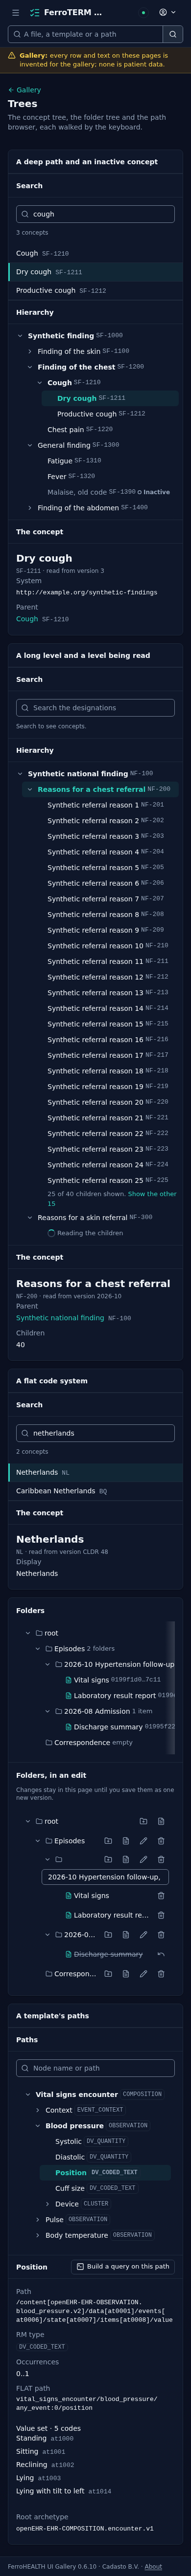 FerroTERM ...
A file, a template or a path
Gallery: every row and text on these pages is
invented for the gallery; none is patient data.
← Gallery
Trees
The concept tree, the folder tree and the path
browser, each walked by the keyboard.
A deep path and an inactive concept
Search
cough
3 concepts
Cough SF-1210
Dry cough SF-1211
Productive cough SF-1212
Hierarchy
Synthetic finding SF-1000
Finding of the skin SF-1100
Finding of the chest SF-1200
Cough SF-1210
Dry cough SF-1211
Productive cough SF-1212
Chest pain SF-1220
General finding SF-1300
Fatigue SF-1310
Fever SF-1320
Malaise, old code SF-1390 Inactive
Finding of the abdomen SF-1400
The concept
Dry cough
SF-1211 · read from version 3
System
http://example.org/synthetic-findings
Parent
Cough SF-1210
A long level and a level being read
Search
Search the designations
Search to see concepts.
Hierarchy
Synthetic national finding NF-100
Reasons for a chest referral NF-200
Synthetic referral reason 1 NF-201
Synthetic referral reason 2 NF-202
Synthetic referral reason 3 NF-203
Synthetic referral reason 4 NF-204
Synthetic referral reason 5 NF-205
Synthetic referral reason 6 NF-206
Synthetic referral reason 7 NF-207
Synthetic referral reason 8 NF-208
Synthetic referral reason 9 NF-209
Synthetic referral reason 10 NF-210
Synthetic referral reason 11 NF-211
Synthetic referral reason 12 NF-212
Synthetic referral reason 13 NF-213
Synthetic referral reason 14 NF-214
Synthetic referral reason 15 NF-215
Synthetic referral reason 16 NF-216
Synthetic referral reason 17 NF-217
Synthetic referral reason 18 NF-218
Synthetic referral reason 19 NF-219
Synthetic referral reason 20 NF-220
Synthetic referral reason 21 NF-221
Synthetic referral reason 22 NF-222
Synthetic referral reason 23 NF-223
Synthetic referral reason 24 NF-224
Synthetic referral reason 25 NF-225
25 of 40 children shown. Show the other
15
Reasons for a skin referral NF-300
Reading the children
The concept
Reasons for a chest referral
NF-200 · read from version 2026-10
Parent
Synthetic national finding NF-100
Children
40
A flat code system
Search
netherlands
2 concepts
Netherlands NL
Caribbean Netherlands BQ
The concept
Netherlands
NL · read from version CLDR 48
Display
Netherlands
Folders
root
Episodes 2 folders
2026-10 Hypertension follow-up
Vital signs 0199f1d0…7c11
Laboratory result report 0199
2026-08 Admission 1 item
Discharge summary 01985f22
Correspondence empty
Folders, in an edit
Changes stay in this page until you save them as one
new version.
root
Episodes
2026-10 Hypertension follow-up,
Vital signs
Laboratory result re...
2026-0...
Discharge summary
Correspon...
A template's paths
Paths
Node name or path
Vital signs encounter COMPOSITION
Context EVENT_CONTEXT
Blood pressure OBSERVATION
Systolic DV_QUANTITY
Diastolic DV_QUANTITY
Position DV_CODED_TEXT
Cuff size DV_CODED_TEXT
Device CLUSTER
Pulse OBSERVATION
Body temperature OBSERVATION
Position
Build a query on this path
Path
/content[openEHR-EHR-OBSERVATION.
blood_pressure.v2]/data[at0001]/events[
at0006]/state[at0007]/items[at0008]/value
RM type
DV_CODED_TEXT
Occurrences
0..1
FLAT path
vital_signs_encounter/blood_pressure/
any_event:0/position
Value set · 5 codes
Standing at1000
Sitting at1001
Reclining at1002
Lying at1003
Lying with tilt to left at1014
Root archetype
openEHR-EHR-COMPOSITION.encounter.v1
FerroHEALTH UI Gallery 0.6.10 · Cadasto B.V. · About